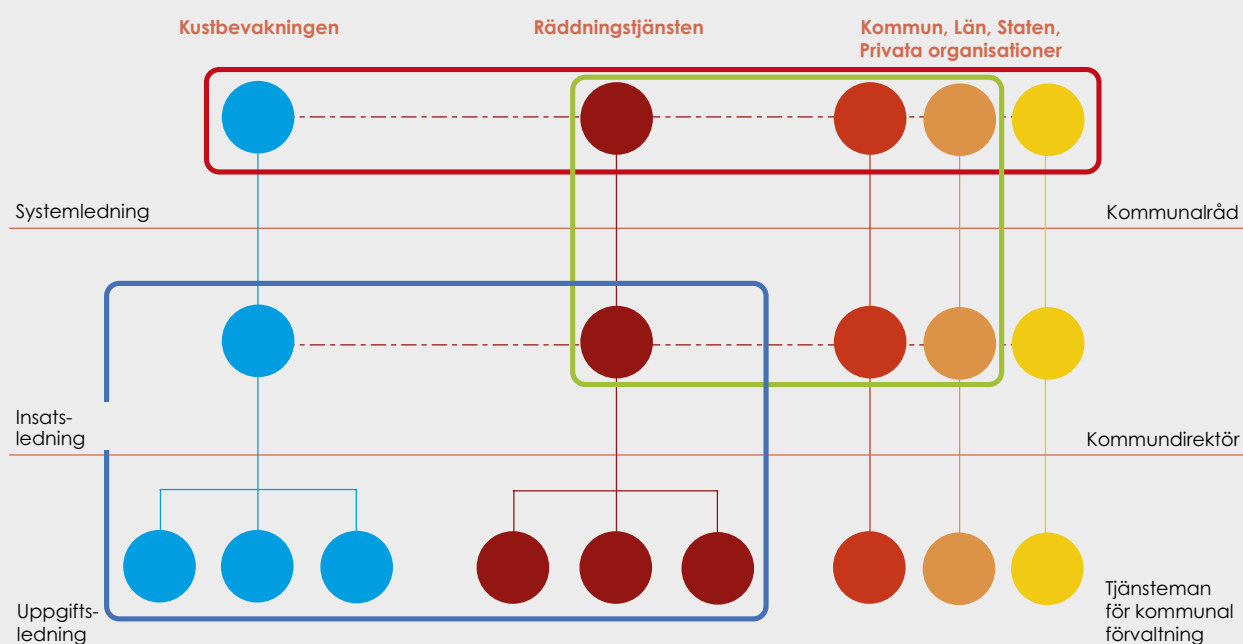 Kustbevakningen
Räddningstjänsten
Kommun, Län, Staten,
Privata organisationer
Systemledning
Kommunalråd
Insats-
ledning
Kommundirektör
Uppgifts-
ledning
Tjänsteman
för kommunal
förvaltning